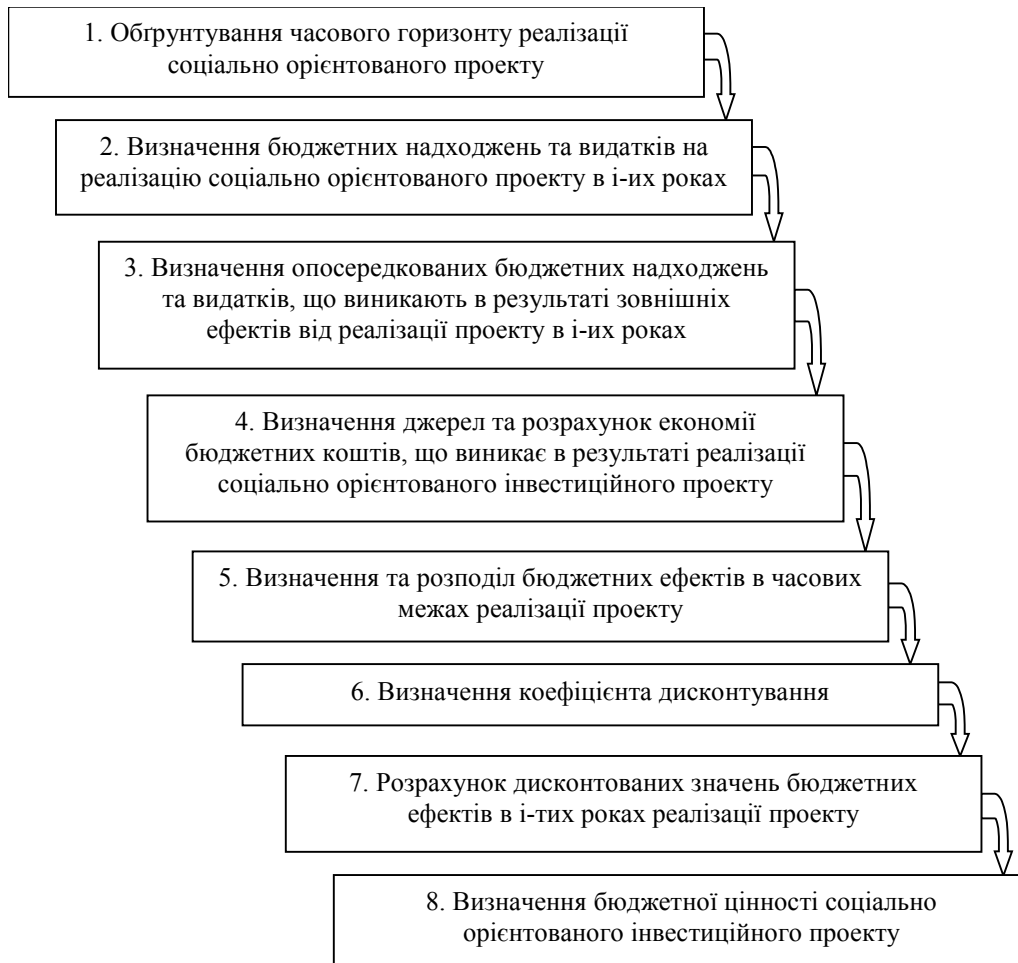 1. Обґрунтування часового горизонту реалізації
соціально орієнтованого проекту
2. Визначення бюджетних надходжень та видатків на
реалізацію соціально орієнтованого проекту в і-их роках
3. Визначення опосередкованих бюджетних надходжень
та видатків, що виникають в результаті зовнішніх
ефектів від реалізації проекту в і-их роках
4. Визначення джерел та розрахунок економії
бюджетних коштів, що виникає в результаті реалізації
соціально орієнтованого інвестиційного проекту
5. Визначення та розподіл бюджетних ефектів в часових
межах реалізації проекту
6. Визначення коефіцієнта дисконтування
7. Розрахунок дисконтованих значень бюджетних
ефектів в і-тих роках реалізації проекту
8. Визначення бюджетної цінності соціально
орієнтованого інвестиційного проекту